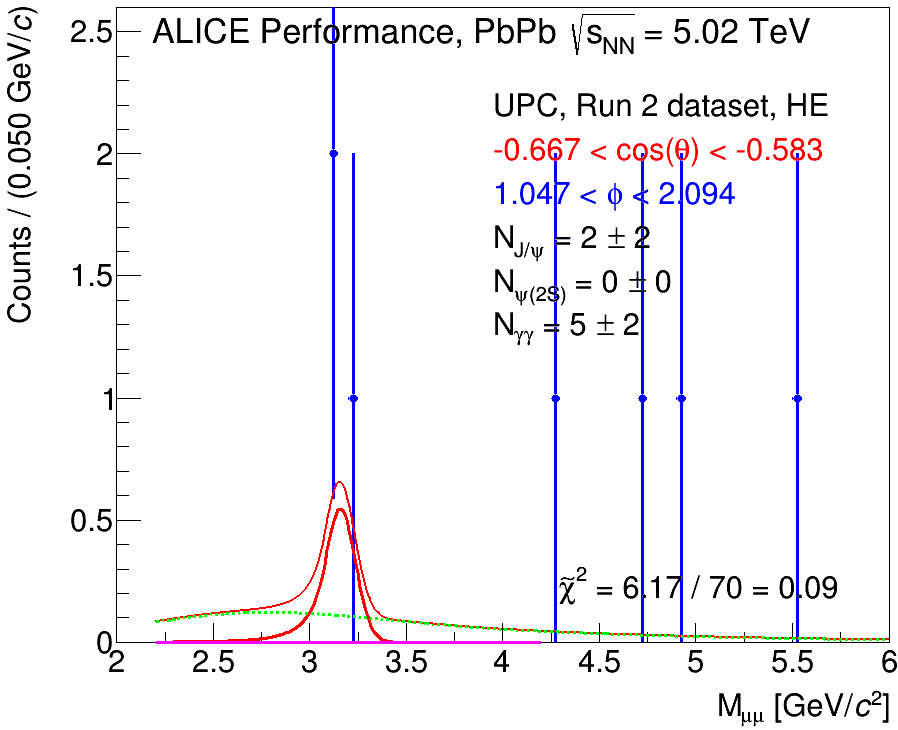 ALICE Performance, PbPb √s_NN = 5.02 TeV
UPC, Run 2 dataset, HE
-0.667 < cos(θ) < -0.583
1.047 < ϕ < 2.094
N_J/ψ = 2 ± 2
N_ψ(2S) = 0 ± 0
N_γγ = 5 ± 2
χ̃² = 6.17 / 70 = 0.09
Counts / (0.050 GeV/c)
2.5
2
1.5
1
0.5
0
2 2.5 3 3.5 4 4.5 5 5.5 6
M_μμ [GeV/c²]